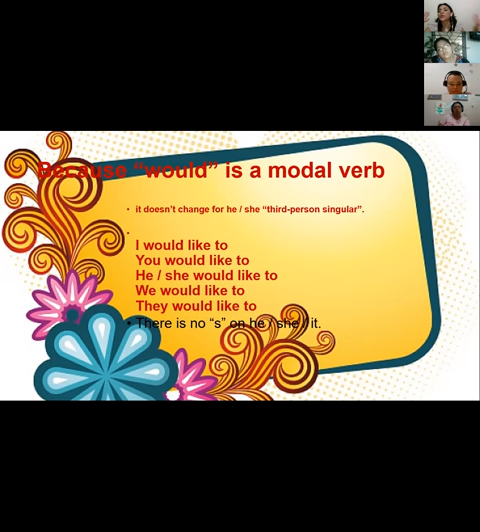 Because “would” is a modal verb
• it doesn’t change for he / she “third-person singular”.
•
I would like to
You would like to
He / she would like to
We would like to
They would like to
• There is no “s” on he / she / it.